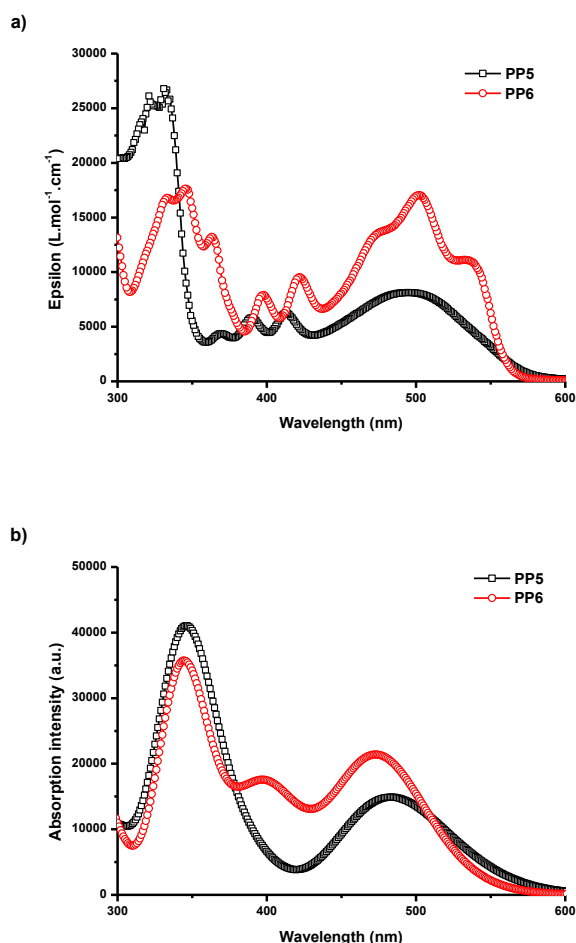 a)
30000
25000
20000
15000
10000
5000
0
Epsilon (L.mol⁻¹.cm⁻¹)
PP5
PP6
300
400
500
600
Wavelength (nm)
b)
50000
40000
30000
20000
10000
0
Absorption intensity (a.u.)
PP5
PP6
300
400
500
600
Wavelength (nm)